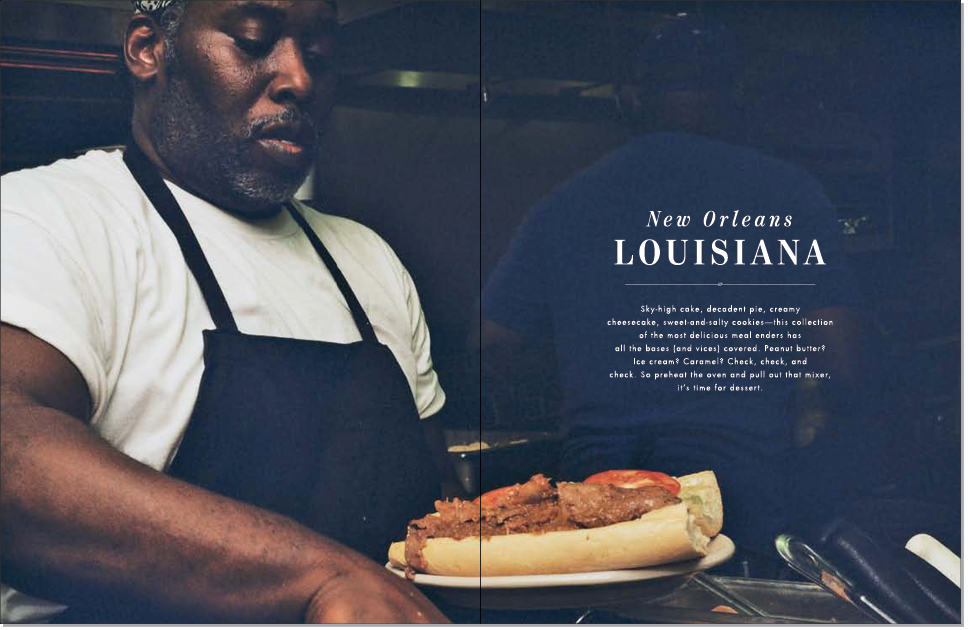 New Orleans
LOUISIANA
Sky-high cake, decadent pie, creamy
cheesecake, sweet-and-salty cookies—this collection
of the most delicious meal enders has
all the bases (and vices) covered. Peanut butter?
Ice cream? Caramel? Check, check, and
check. So preheat the oven and pull out that mixer,
it's time for dessert.